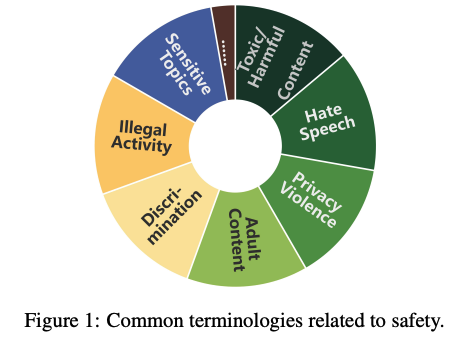 Toxic/
Harmful
Content
Hate
Speech
Privacy
Violence
Adult
Content
Discri-
mination
Illegal
Activity
Sensitive
Topics
......
Figure 1: Common terminologies related to safety.